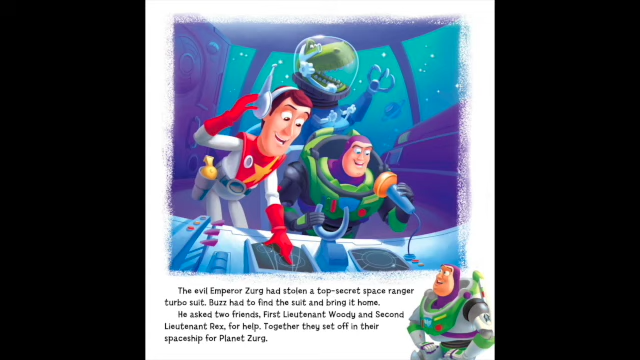 The evil Emperor Zurg had stolen a top-secret space ranger
turbo suit. Buzz had to find the suit and bring it home.
He asked two friends, First Lieutenant Woody and Second
Lieutenant Rex, for help. Together they set off in their
spaceship for Planet Zurg.